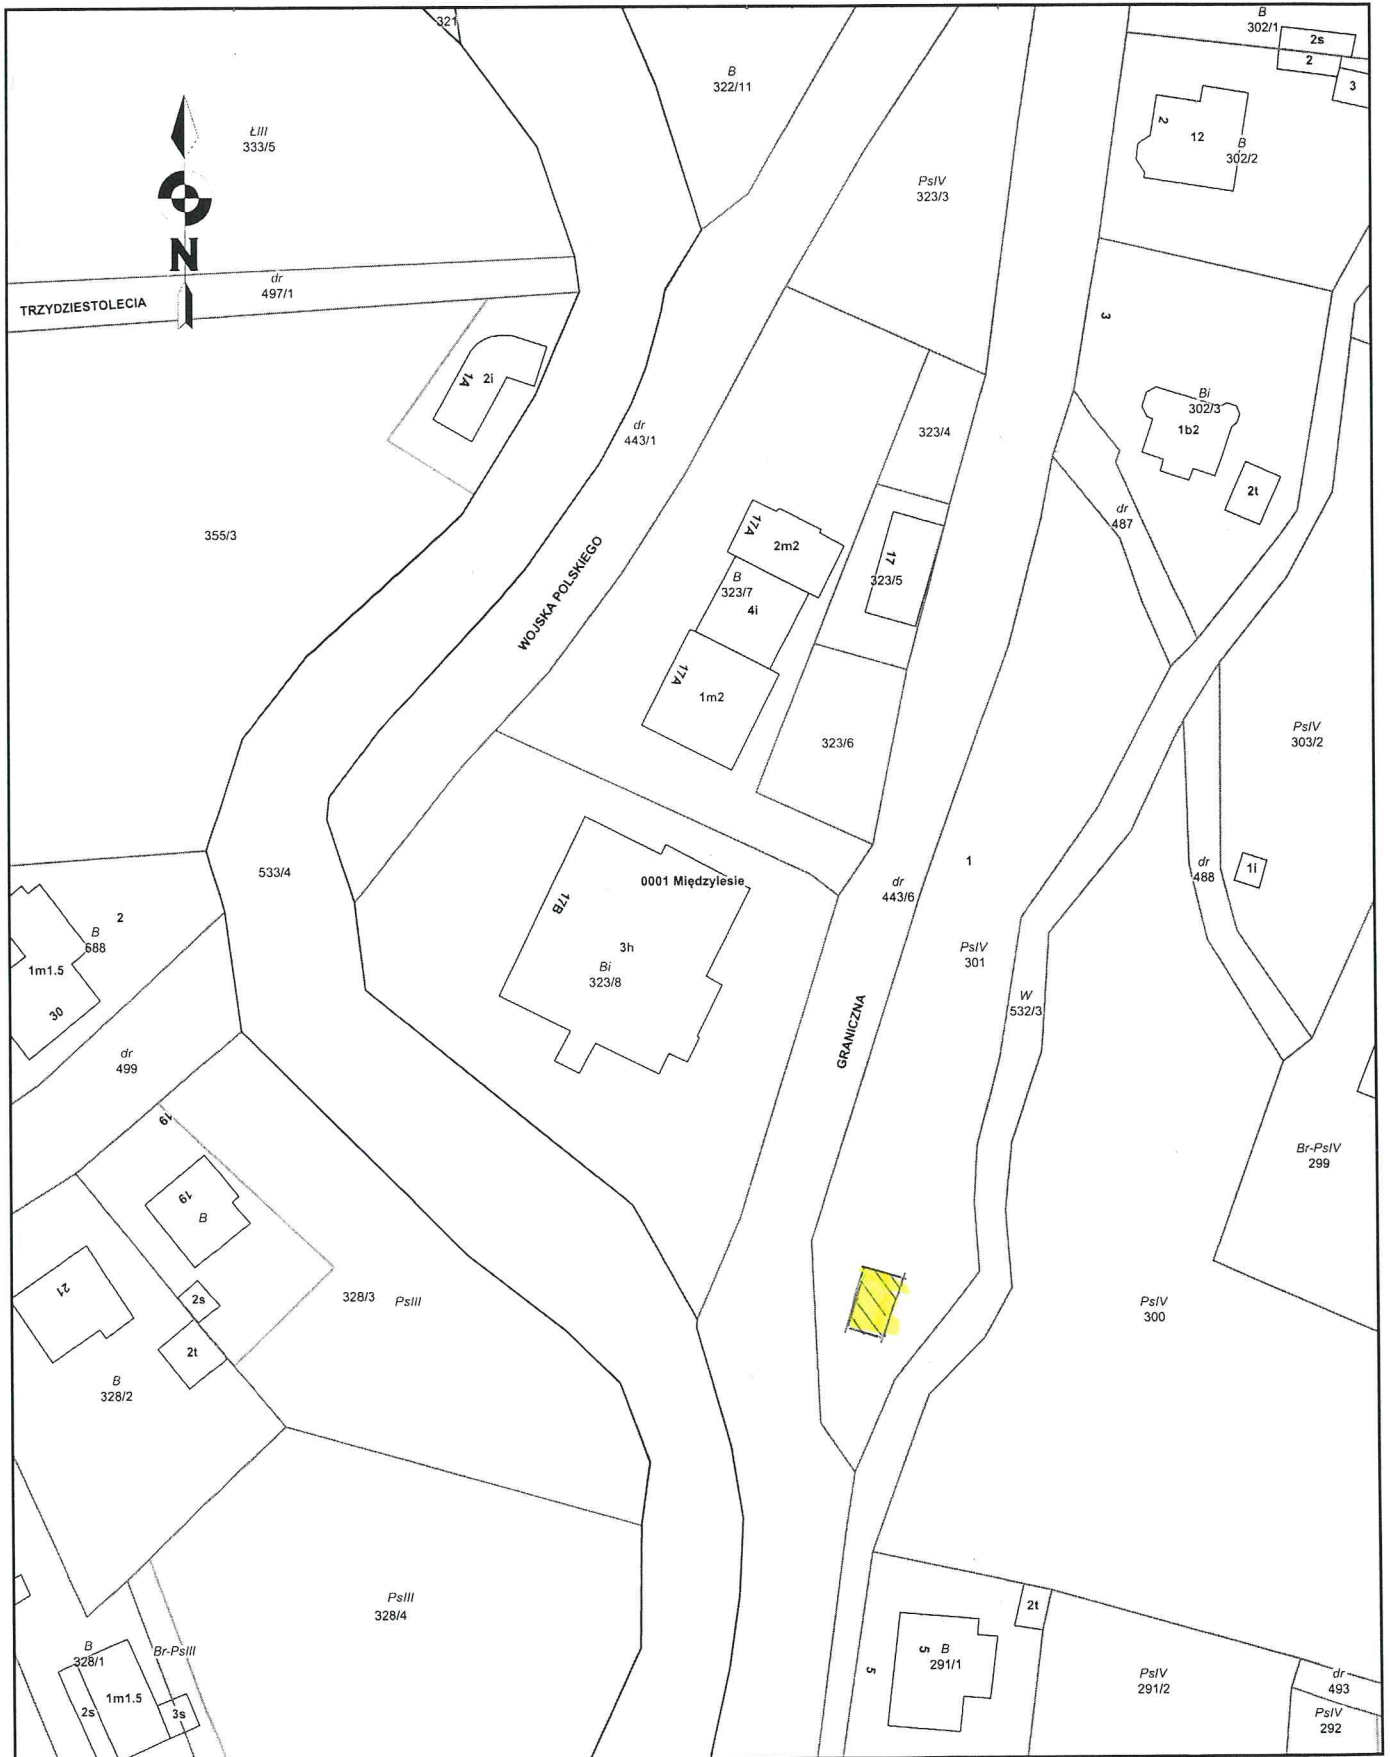 321
B
302/1
2s
2
3
B
322/11
ŁIII
333/5
2
12
B
302/2
PsIV
323/3
N
dr
497/1
TRZYDZIESTOLECIA
3
1A
2i
Bi
302/3
1b2
323/4
dr
443/1
2t
dr
487
355/3
17A
2m2
17
323/5
WOJSKA POLSKIEGO
B
323/7
4i
17A
1m2
PsIV
303/2
323/6
1
1i
dr
488
533/4
0001 Międzylesie
dr
443/6
17B
2
B
688
3h
PsIV
301
1m1.5
Bi
323/8
W
532/3
30
GRANICZNA
dr
499
19
Br-PsIV
299
19
B
21
2s
328/3
PsIII
PsIV
300
2t
B
328/2
PsIII
328/4
2t
B
328/1
Br-PsIII
5
B
291/1
5
PsIV
291/2
dr
493
1m1.5
2s
3s
PsIV
292